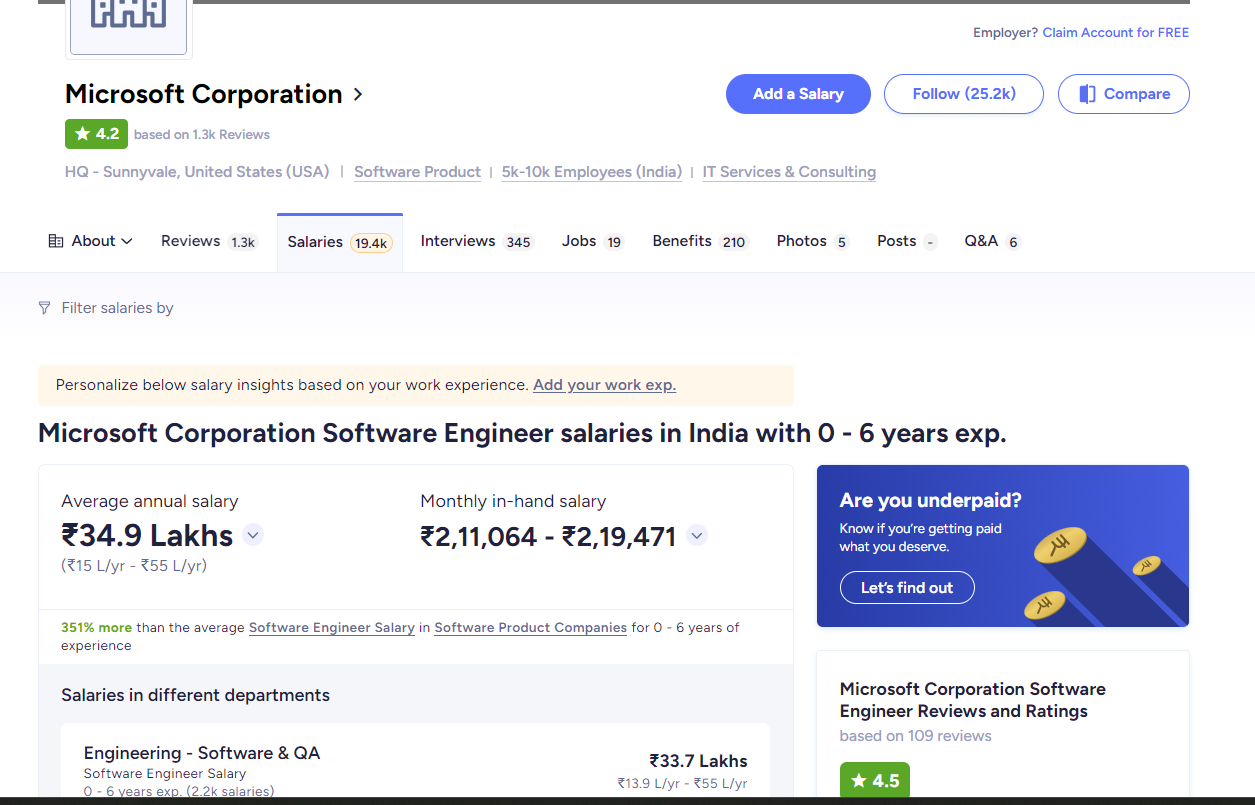 Employer? Claim Account for FREE
Microsoft Corporation
Add a Salary
Follow (25.2k)
Compare
4.2 based on 1.3k Reviews
HQ - Sunnyvale, United States (USA) | Software Product | 5k-10k Employees (India) | IT Services & Consulting
About Reviews 1.3k Salaries 19.4k Interviews 345 Jobs 19 Benefits 210 Photos 5 Posts - Q&A 6
Filter salaries by
Personalize below salary insights based on your work experience. Add your work exp.
Microsoft Corporation Software Engineer salaries in India with 0 - 6 years exp.
Average annual salary
₹34.9 Lakhs
(₹15 L/yr - ₹55 L/yr)
Monthly in-hand salary
₹2,11,064 - ₹2,19,471
351% more than the average Software Engineer Salary in Software Product Companies for 0 - 6 years of
experience
Salaries in different departments
Engineering - Software & QA
Software Engineer Salary
0 - 6 years exp. (2.2k salaries)
₹33.7 Lakhs
₹13.9 L/yr - ₹55 L/yr
Are you underpaid?
Know if you're getting paid
what you deserve.
Let's find out
Microsoft Corporation Software
Engineer Reviews and Ratings
based on 109 reviews
4.5